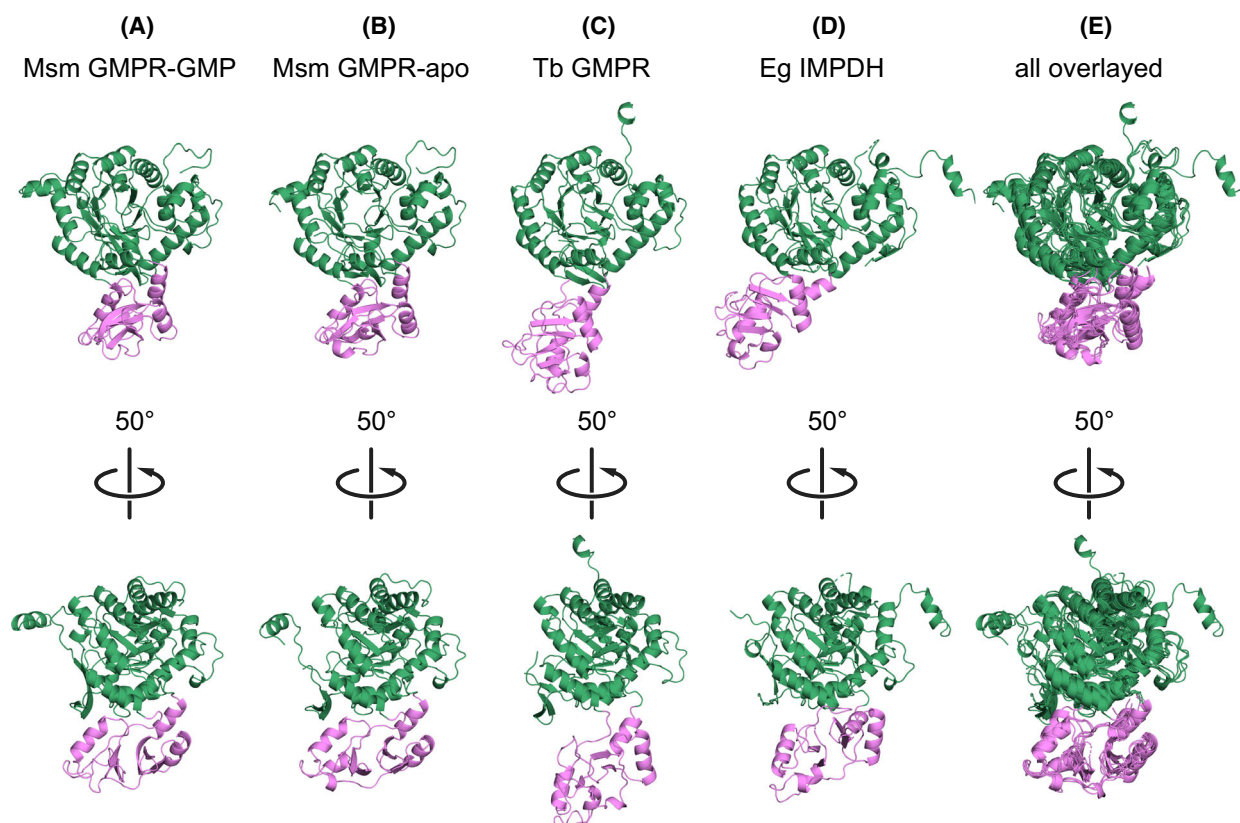 (A) (B) (C) (D) (E)
Msm GMPR-GMP Msm GMPR-apo Tb GMPR Eg IMPDH all overlayed
50° 50° 50° 50° 50°